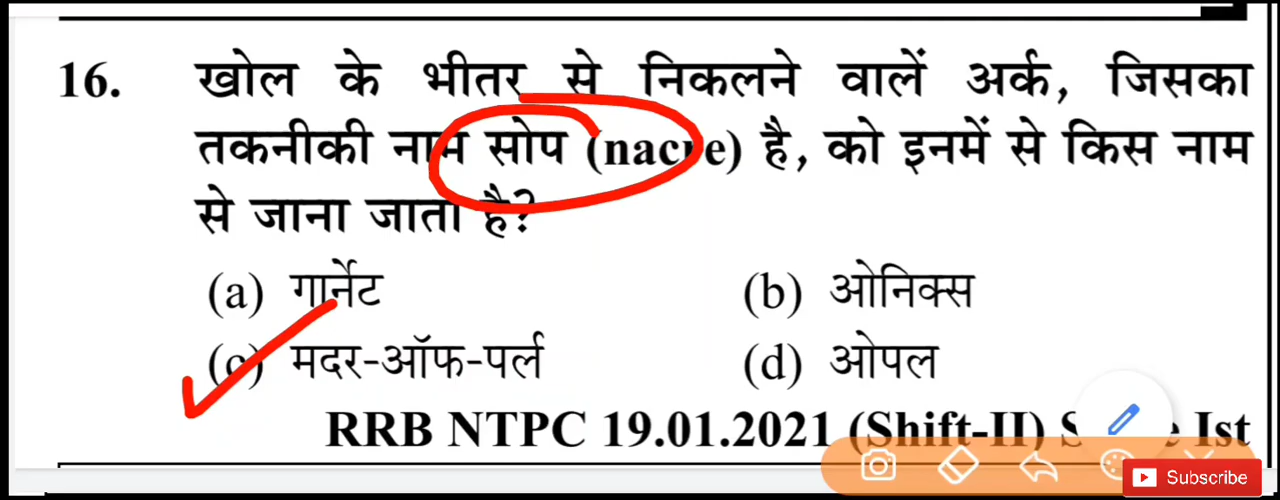 16. खोल के भीतर से निकलने वालें अर्क, जिसका
तकनीकी नाम सोप (nacre) है, को इनमें से किस नाम
से जाना जाता है?
(a) गार्नेट (b) ओनिक्स
(c) मदर-ऑफ-पर्ल (d) ओपल
RRB NTPC 19.01.2021 (Shift-II) Ist
Subscribe